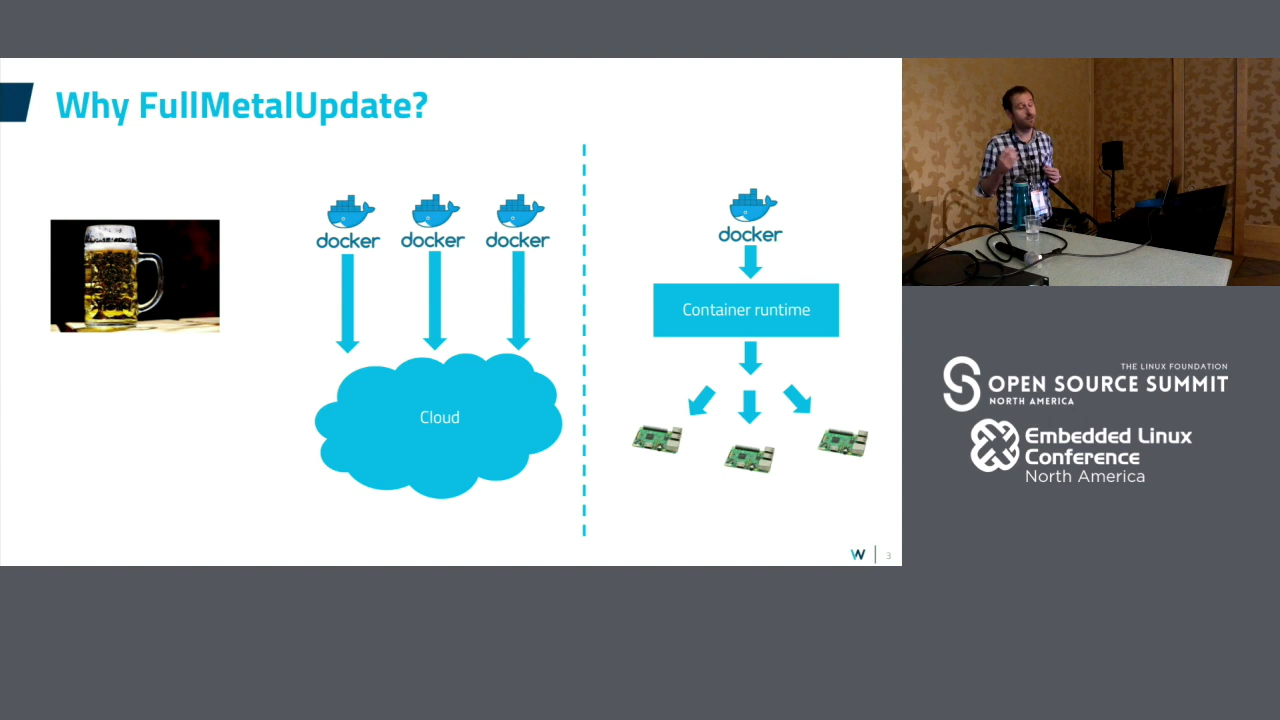 Why FullMetalUpdate?
docker
docker
docker
Cloud
docker
Container runtime
W
3
THE LINUX FOUNDATION
OPEN SOURCE SUMMIT
NORTH AMERICA
Embedded Linux
Conference
North America